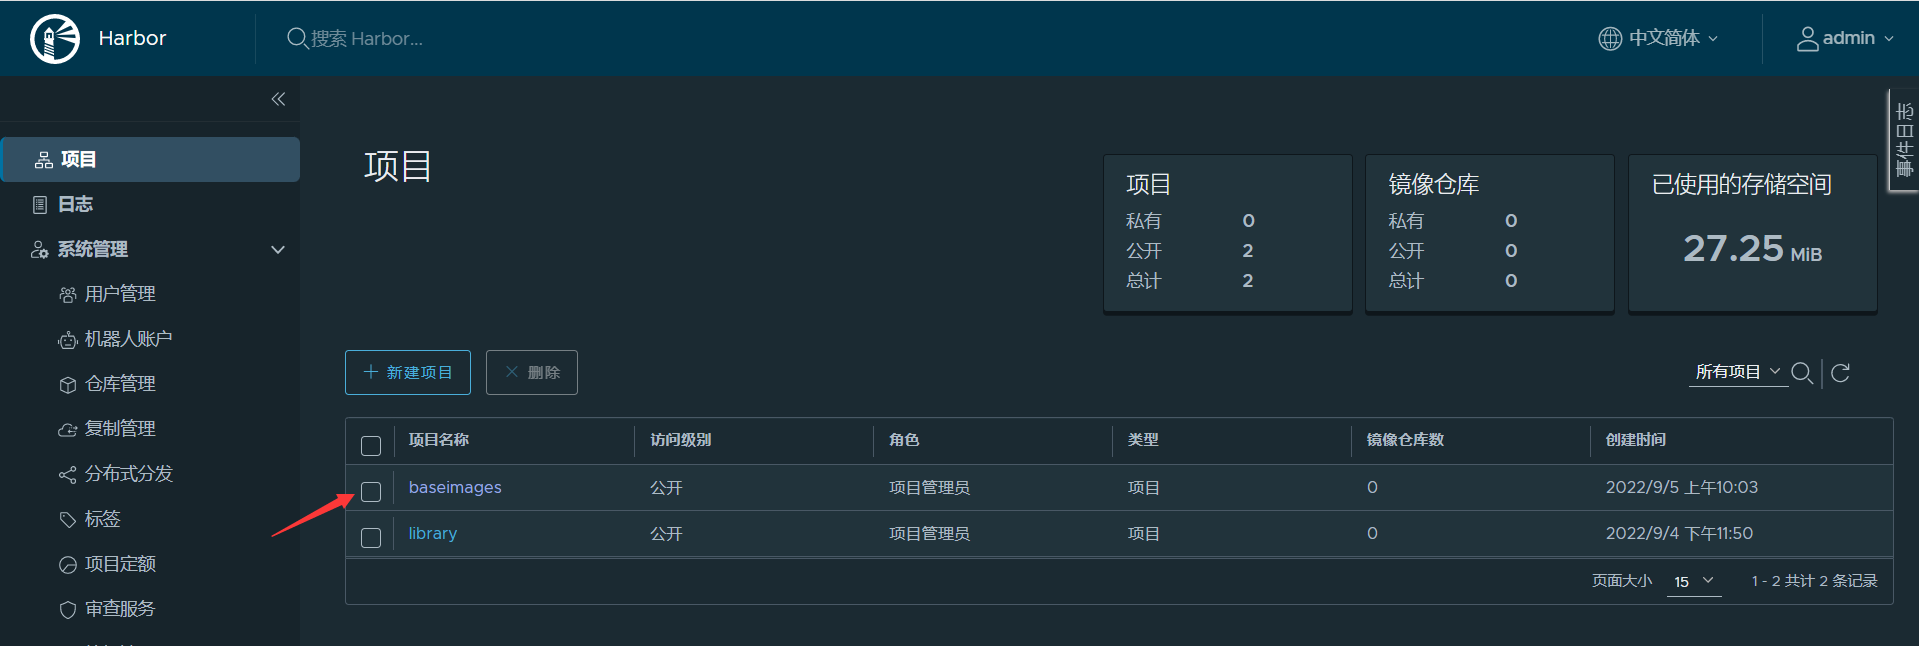 Harbor
搜索 Harbor...
中文简体
admin
事件日志
项目
日志
系统管理
用户管理
机器人账户
仓库管理
复制管理
分布式分发
标签
项目定额
审查服务
项目
项目
私有 0
公开 2
总计 2
镜像仓库
私有 0
公开 0
总计 0
已使用的存储空间
27.25 MiB
新建项目
删除
所有项目
项目名称 访问级别 角色 类型 镜像仓库数 创建时间
baseimages 公开 项目管理员 项目 0 2022/9/5 上午10:03
library 公开 项目管理员 项目 0 2022/9/4 下午11:50
页面大小 15 1 - 2 共计 2 条记录